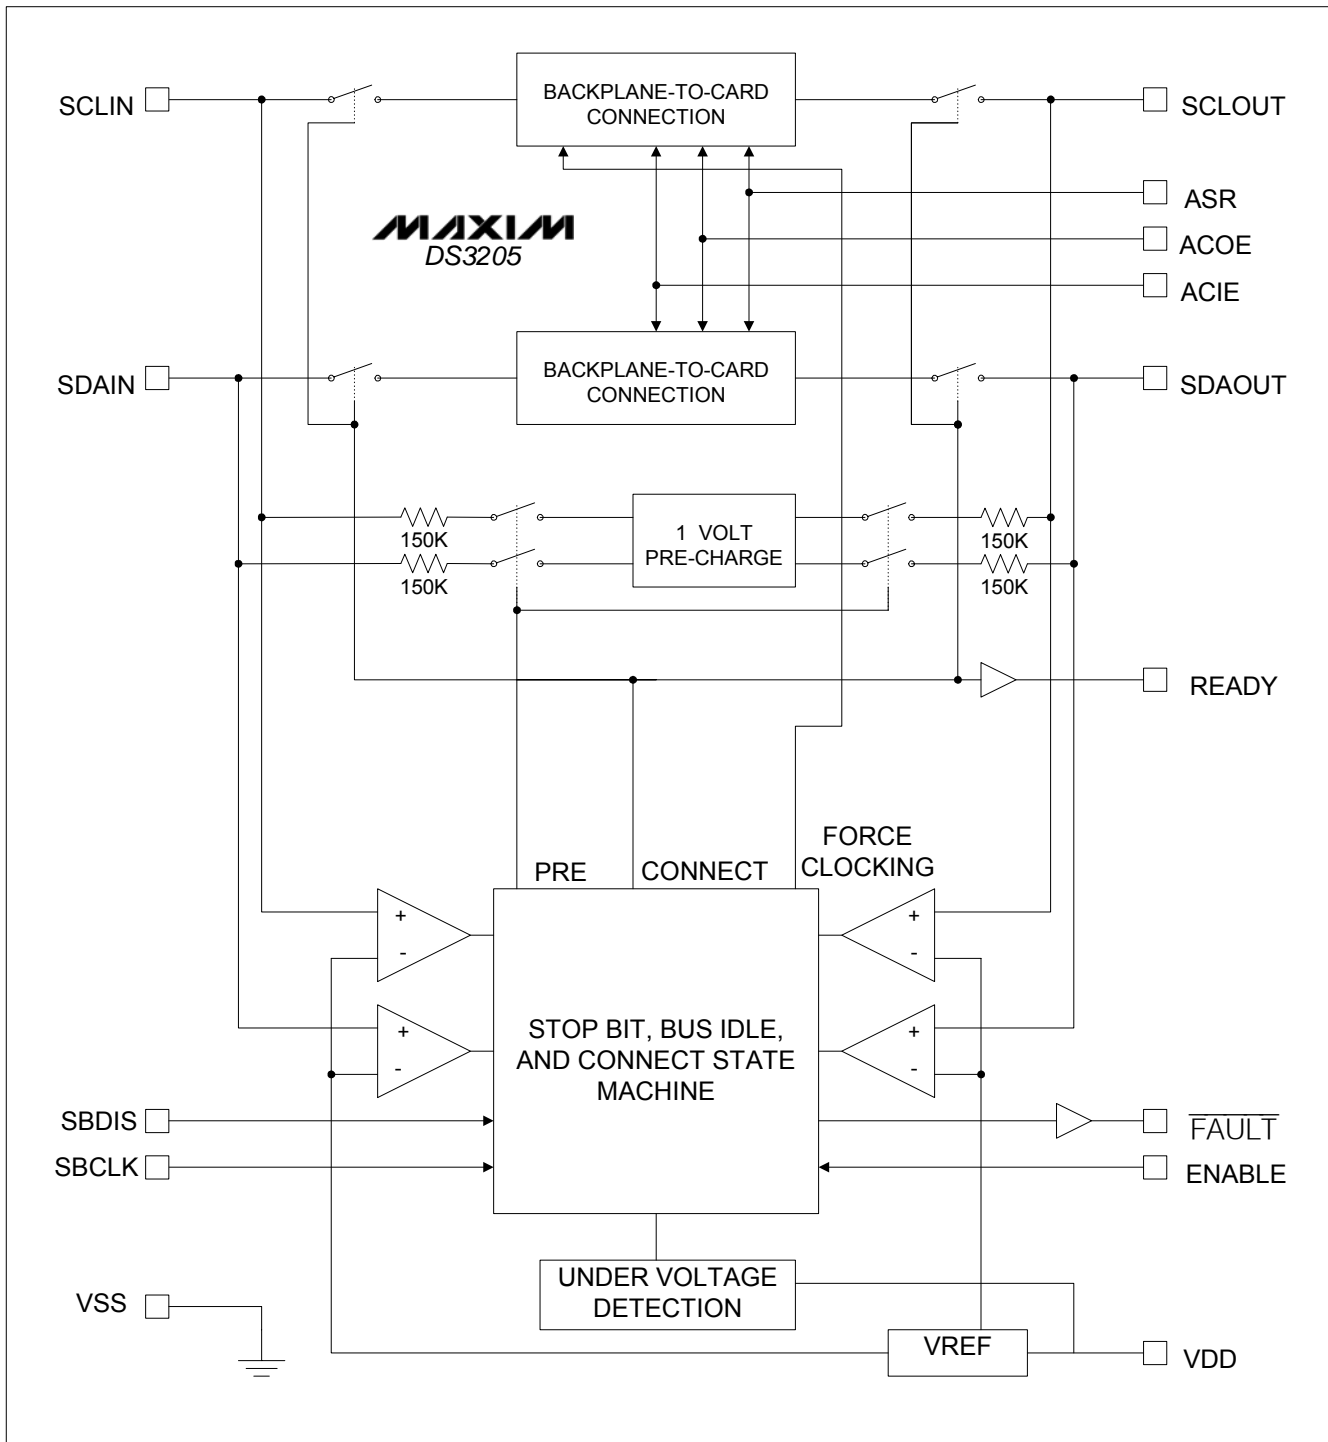 SCLIN
BACKPLANE-TO-CARD
CONNECTION
SCLOUT
ASR
MAXIM
DS3205
ACOE
ACIE
SDAIN
BACKPLANE-TO-CARD
CONNECTION
SDAOUT
150K
1 VOLT
PRE-CHARGE
150K
150K
150K
READY
FORCE
CLOCKING
PRE
CONNECT
+
-
+
-
+
-
+
-
STOP BIT, BUS IDLE,
AND CONNECT STATE
MACHINE
SBDIS
FAULT
SBCLK
ENABLE
UNDER VOLTAGE
DETECTION
VSS
VREF
VDD